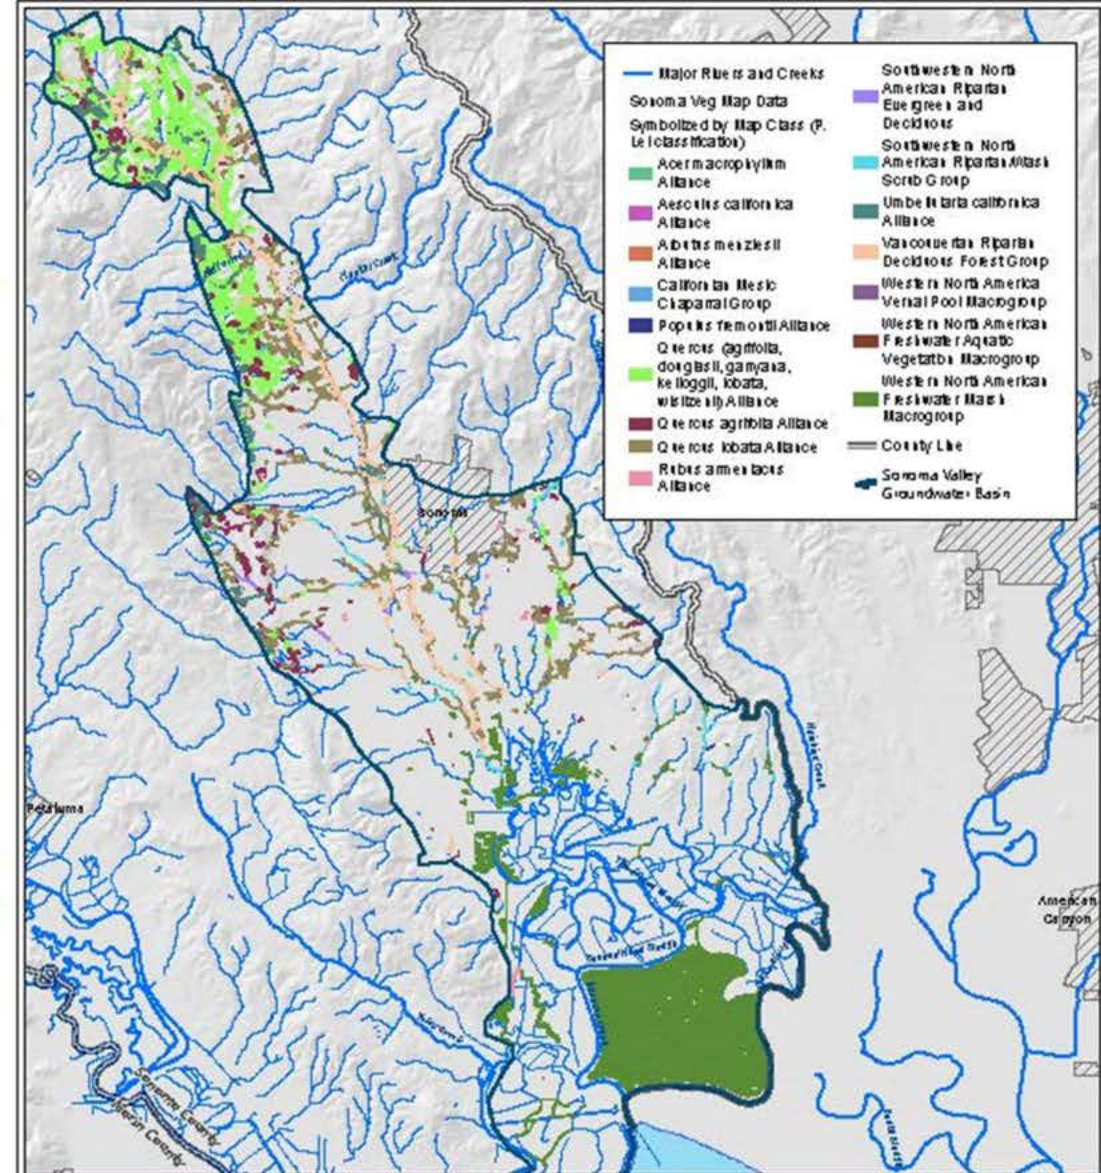 Major Rivers and Creeks
Sonoma Veg Map Data
Symbolized by Map Class (P.
Lei classification)
Acer macrophyllum
Alliance
Aesculus californica
Alliance
Arbutus menziesii
Alliance
Californian Mesic
Chaparral Group
Populus fremontii Alliance
Quercus (agrifolia,
douglasii, garryana,
kelloggii, lobata,
wislizenii) Alliance
Quercus agrifolia Alliance
Quercus lobata Alliance
Rubus armeniacus
Alliance
Southwestern North
American Riparian
Evergreen and
Deciduous
Southwestern North
American Riparian/Wash
Scrub Group
Umbellularia californica
Alliance
Vancouverian Riparian
Deciduous Forest Group
Western North America
Vernal Pool Macrogroup
Western North American
Freshwater Aquatic
Vegetation Macrogroup
Western North American
Freshwater Marsh
Macrogroup
County Line
Sonoma Valley
Groundwater Basin
Sonoma
Petaluma
American
Canyon
Sonoma County
Marin County